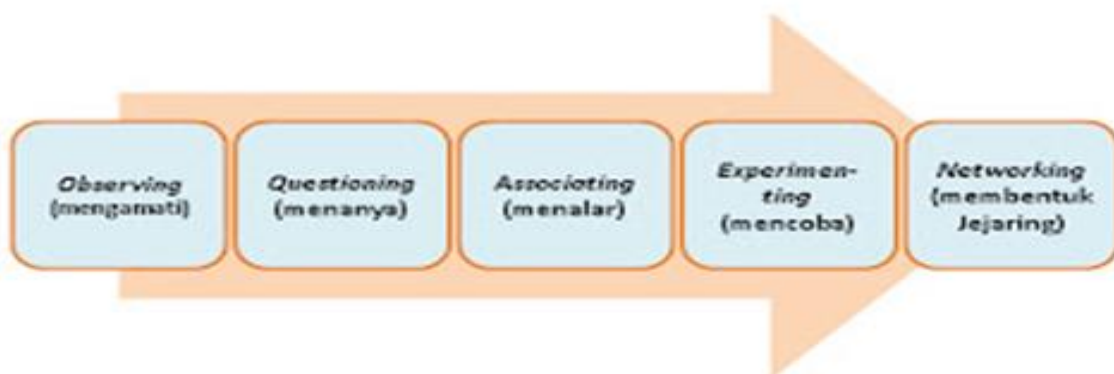 Observing
(mengamati)
Questioning
(menanya)
Associating
(menalar)
Experimen-
ting
(mencoba)
Networking
(membentuk
Jejaring)